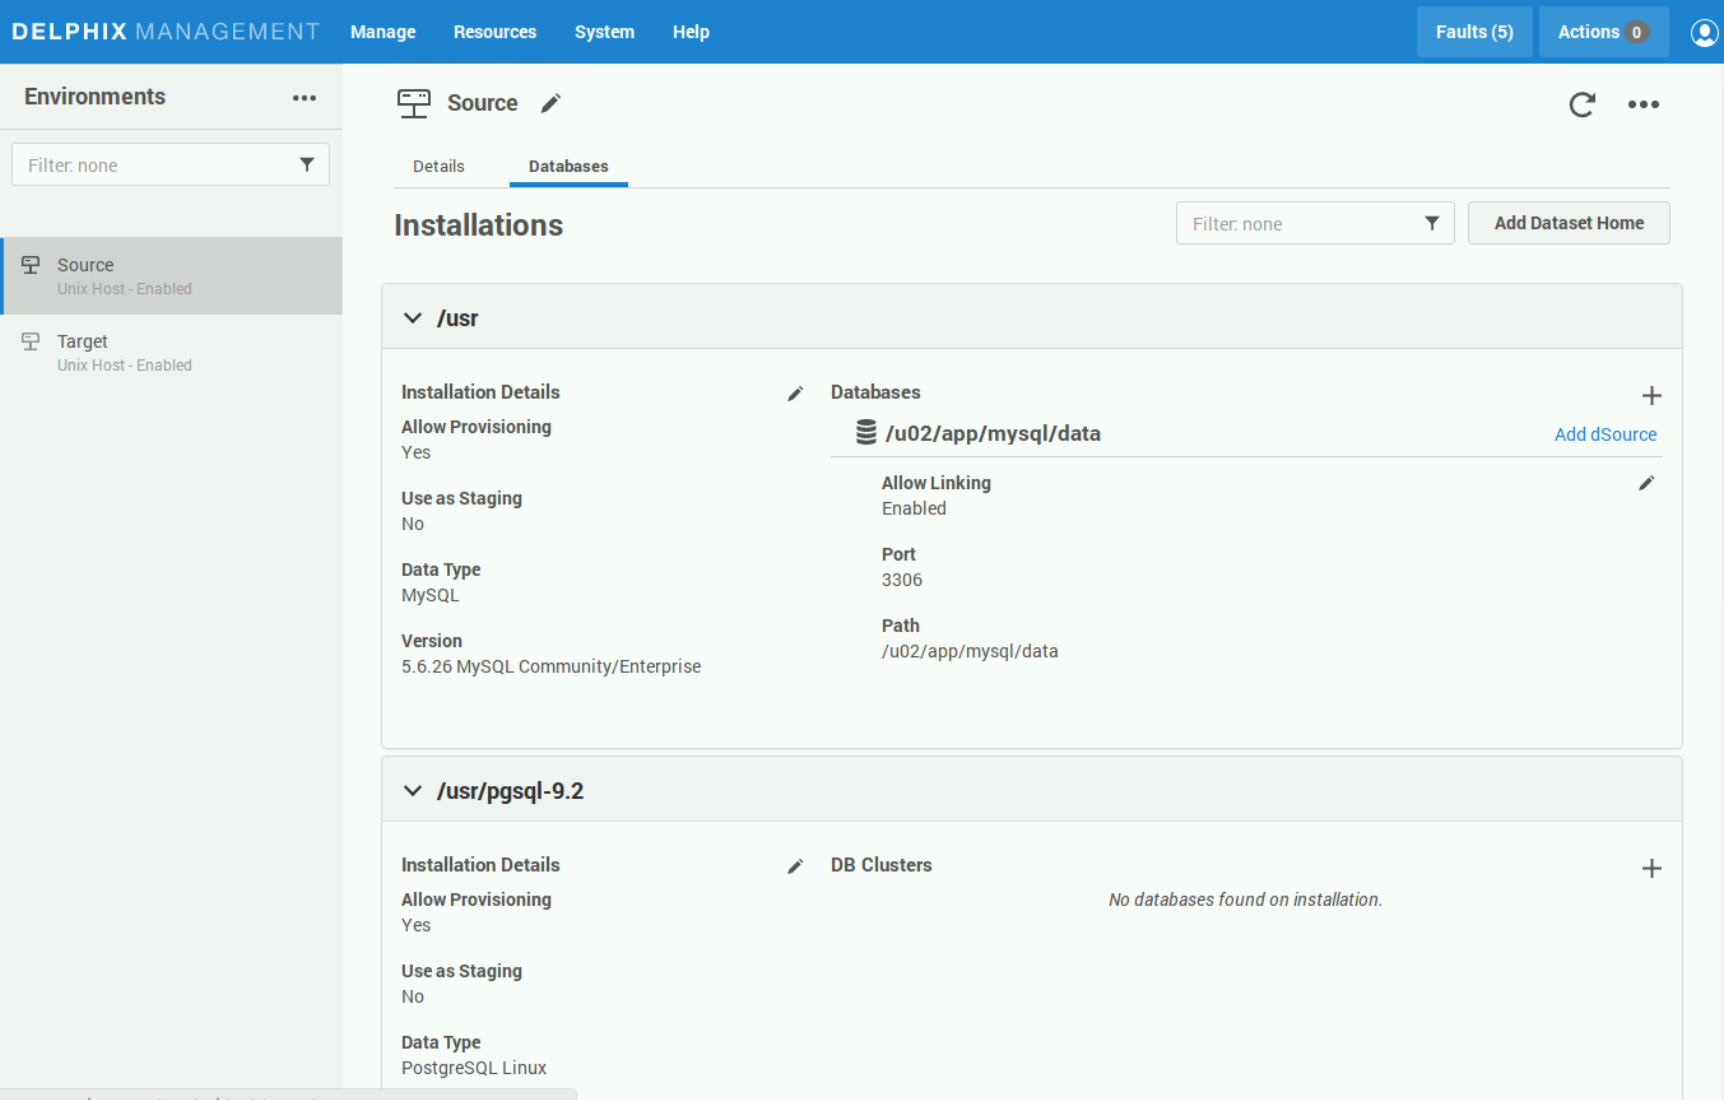 DELPHIX MANAGEMENT Manage Resources System Help Faults (5) Actions 0
Environments
Filter: none
Source
Unix Host - Enabled
Target
Unix Host - Enabled
Source
Details Databases
Installations
Filter: none
Add Dataset Home
/usr
Installation Details
Allow Provisioning
Yes
Use as Staging
No
Data Type
MySQL
Version
5.6.26 MySQL Community/Enterprise
Databases
/u02/app/mysql/data
Add dSource
Allow Linking
Enabled
Port
3306
Path
/u02/app/mysql/data
/usr/pgsql-9.2
Installation Details
Allow Provisioning
Yes
Use as Staging
No
Data Type
PostgreSQL Linux
DB Clusters
No databases found on installation.